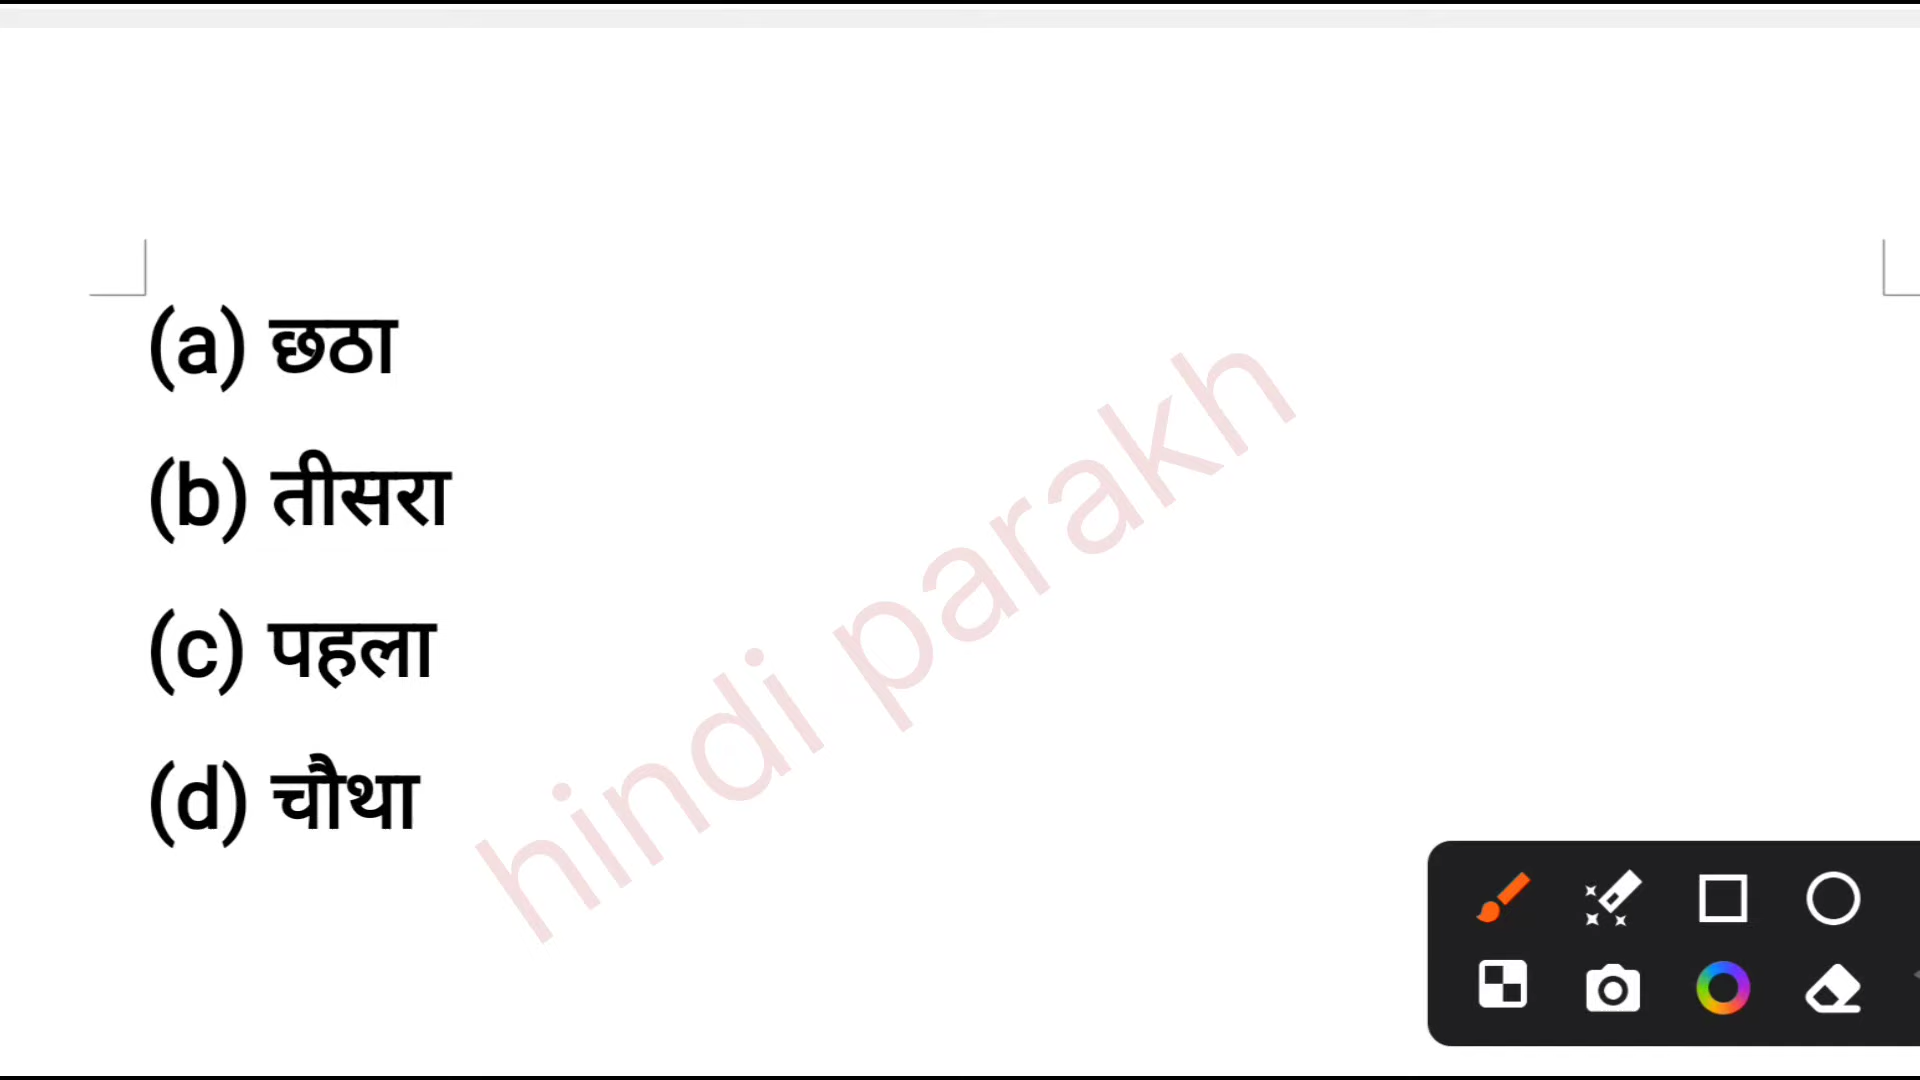 (a) छठा
(b) तीसरा
(c) पहला
(d) चौथा
hindi parakh